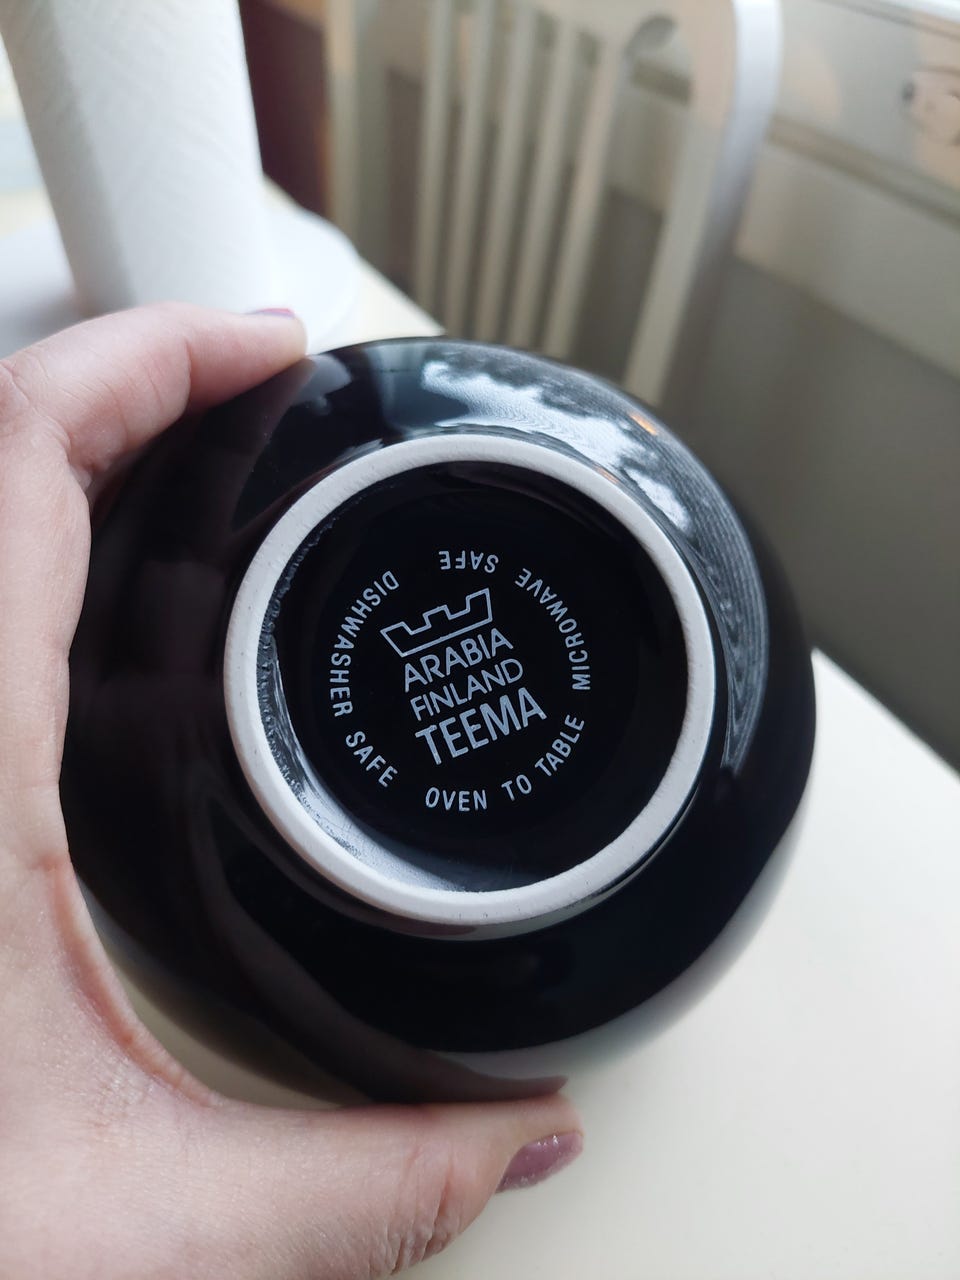 ARABIA
FINLAND
TEEMA
DISHWASHER SAFE
OVEN TO TABLE
MICROWAVE SAFE